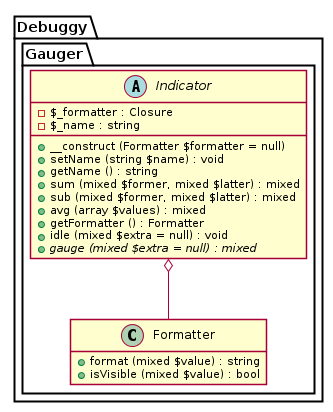 Debuggy
Gauger
A Indicator
$_formatter : Closure
$_name : string
__construct (Formatter $formatter = null)
setName (string $name) : void
getName () : string
sum (mixed $former, mixed $latter) : mixed
sub (mixed $former, mixed $latter) : mixed
avg (array $values) : mixed
getFormatter () : Formatter
idle (mixed $extra = null) : void
gauge (mixed $extra = null) : mixed
C Formatter
format (mixed $value) : string
isVisible (mixed $value) : bool